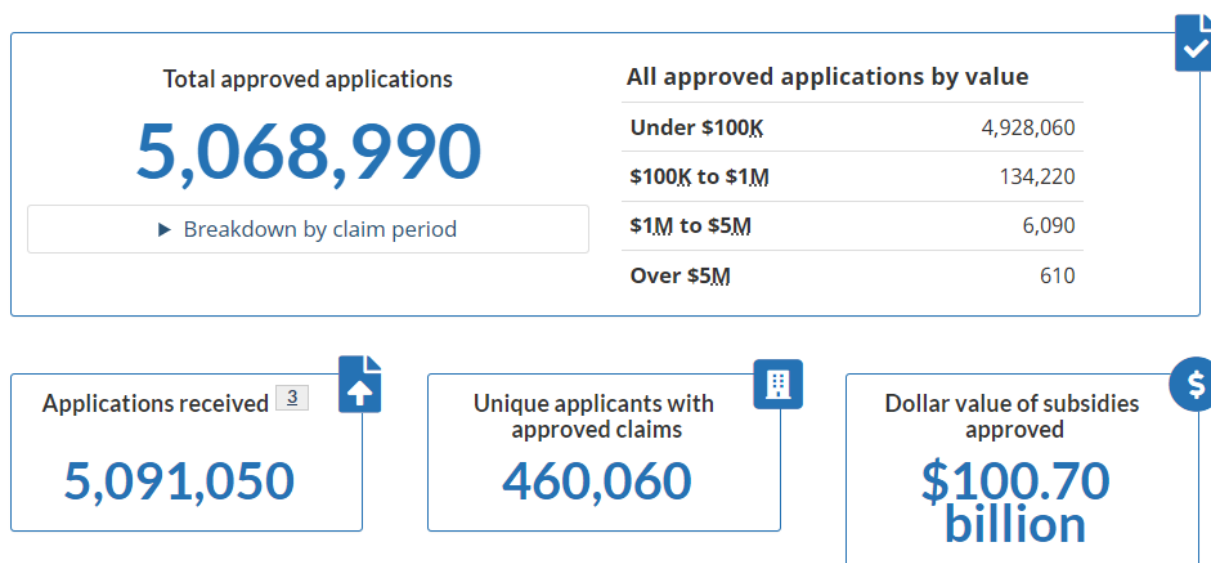 Total approved applications
5,068,990
Breakdown by claim period
All approved applications by value
Under $100K 4,928,060
$100K to $1M 134,220
$1M to $5M 6,090
Over $5M 610
Applications received 3
5,091,050
Unique applicants with
approved claims
460,060
Dollar value of subsidies
approved
$100.70
billion
$